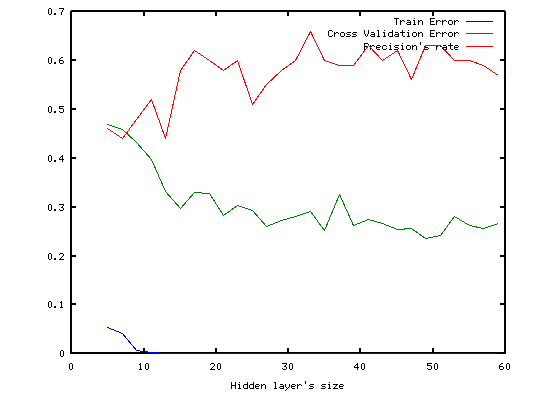 0.7
Train Error
Cross Validation Error
Precision's rate
0.6
0.5
0.4
0.3
0.2
0.1
0
0 10 20 30 40 50 60
Hidden layer's size